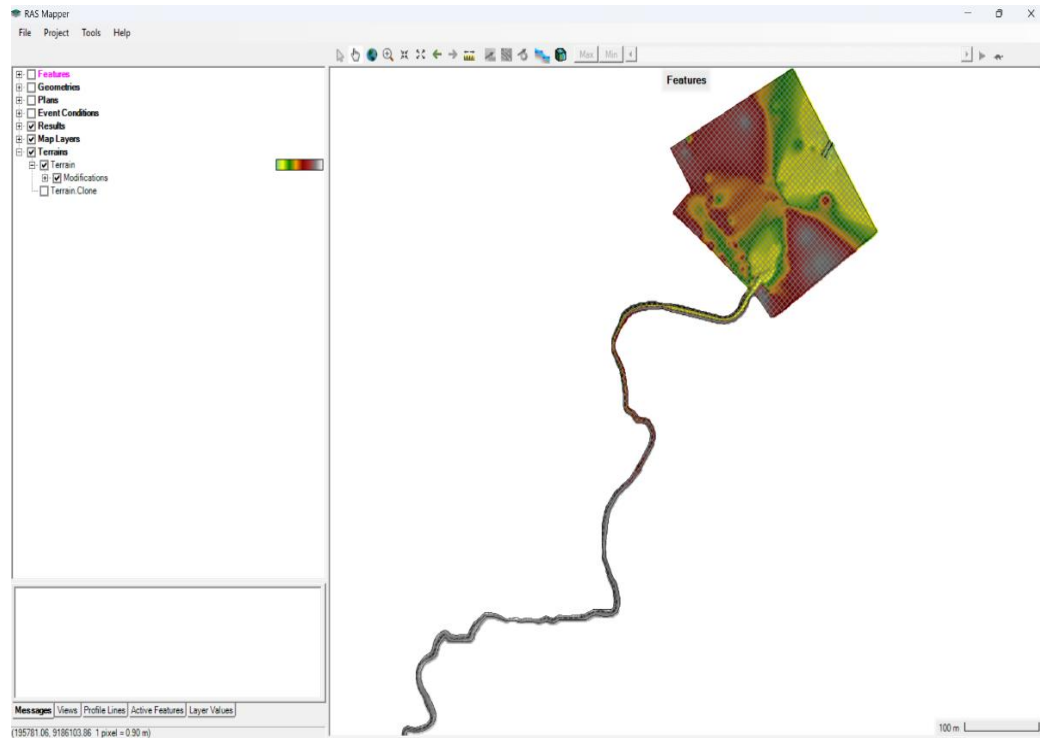 RAS Mapper
File Project Tools Help
Max Min
Features
Geometries
Plans
Event Conditions
Results
Map Layers
Terrains
Terrain
Modifications
Terrain.Clone
Features
Messages Views Profile Lines Active Features Layer Values
(195781.06, 9186103.86 1 pixel = 0.90 m)
100 m